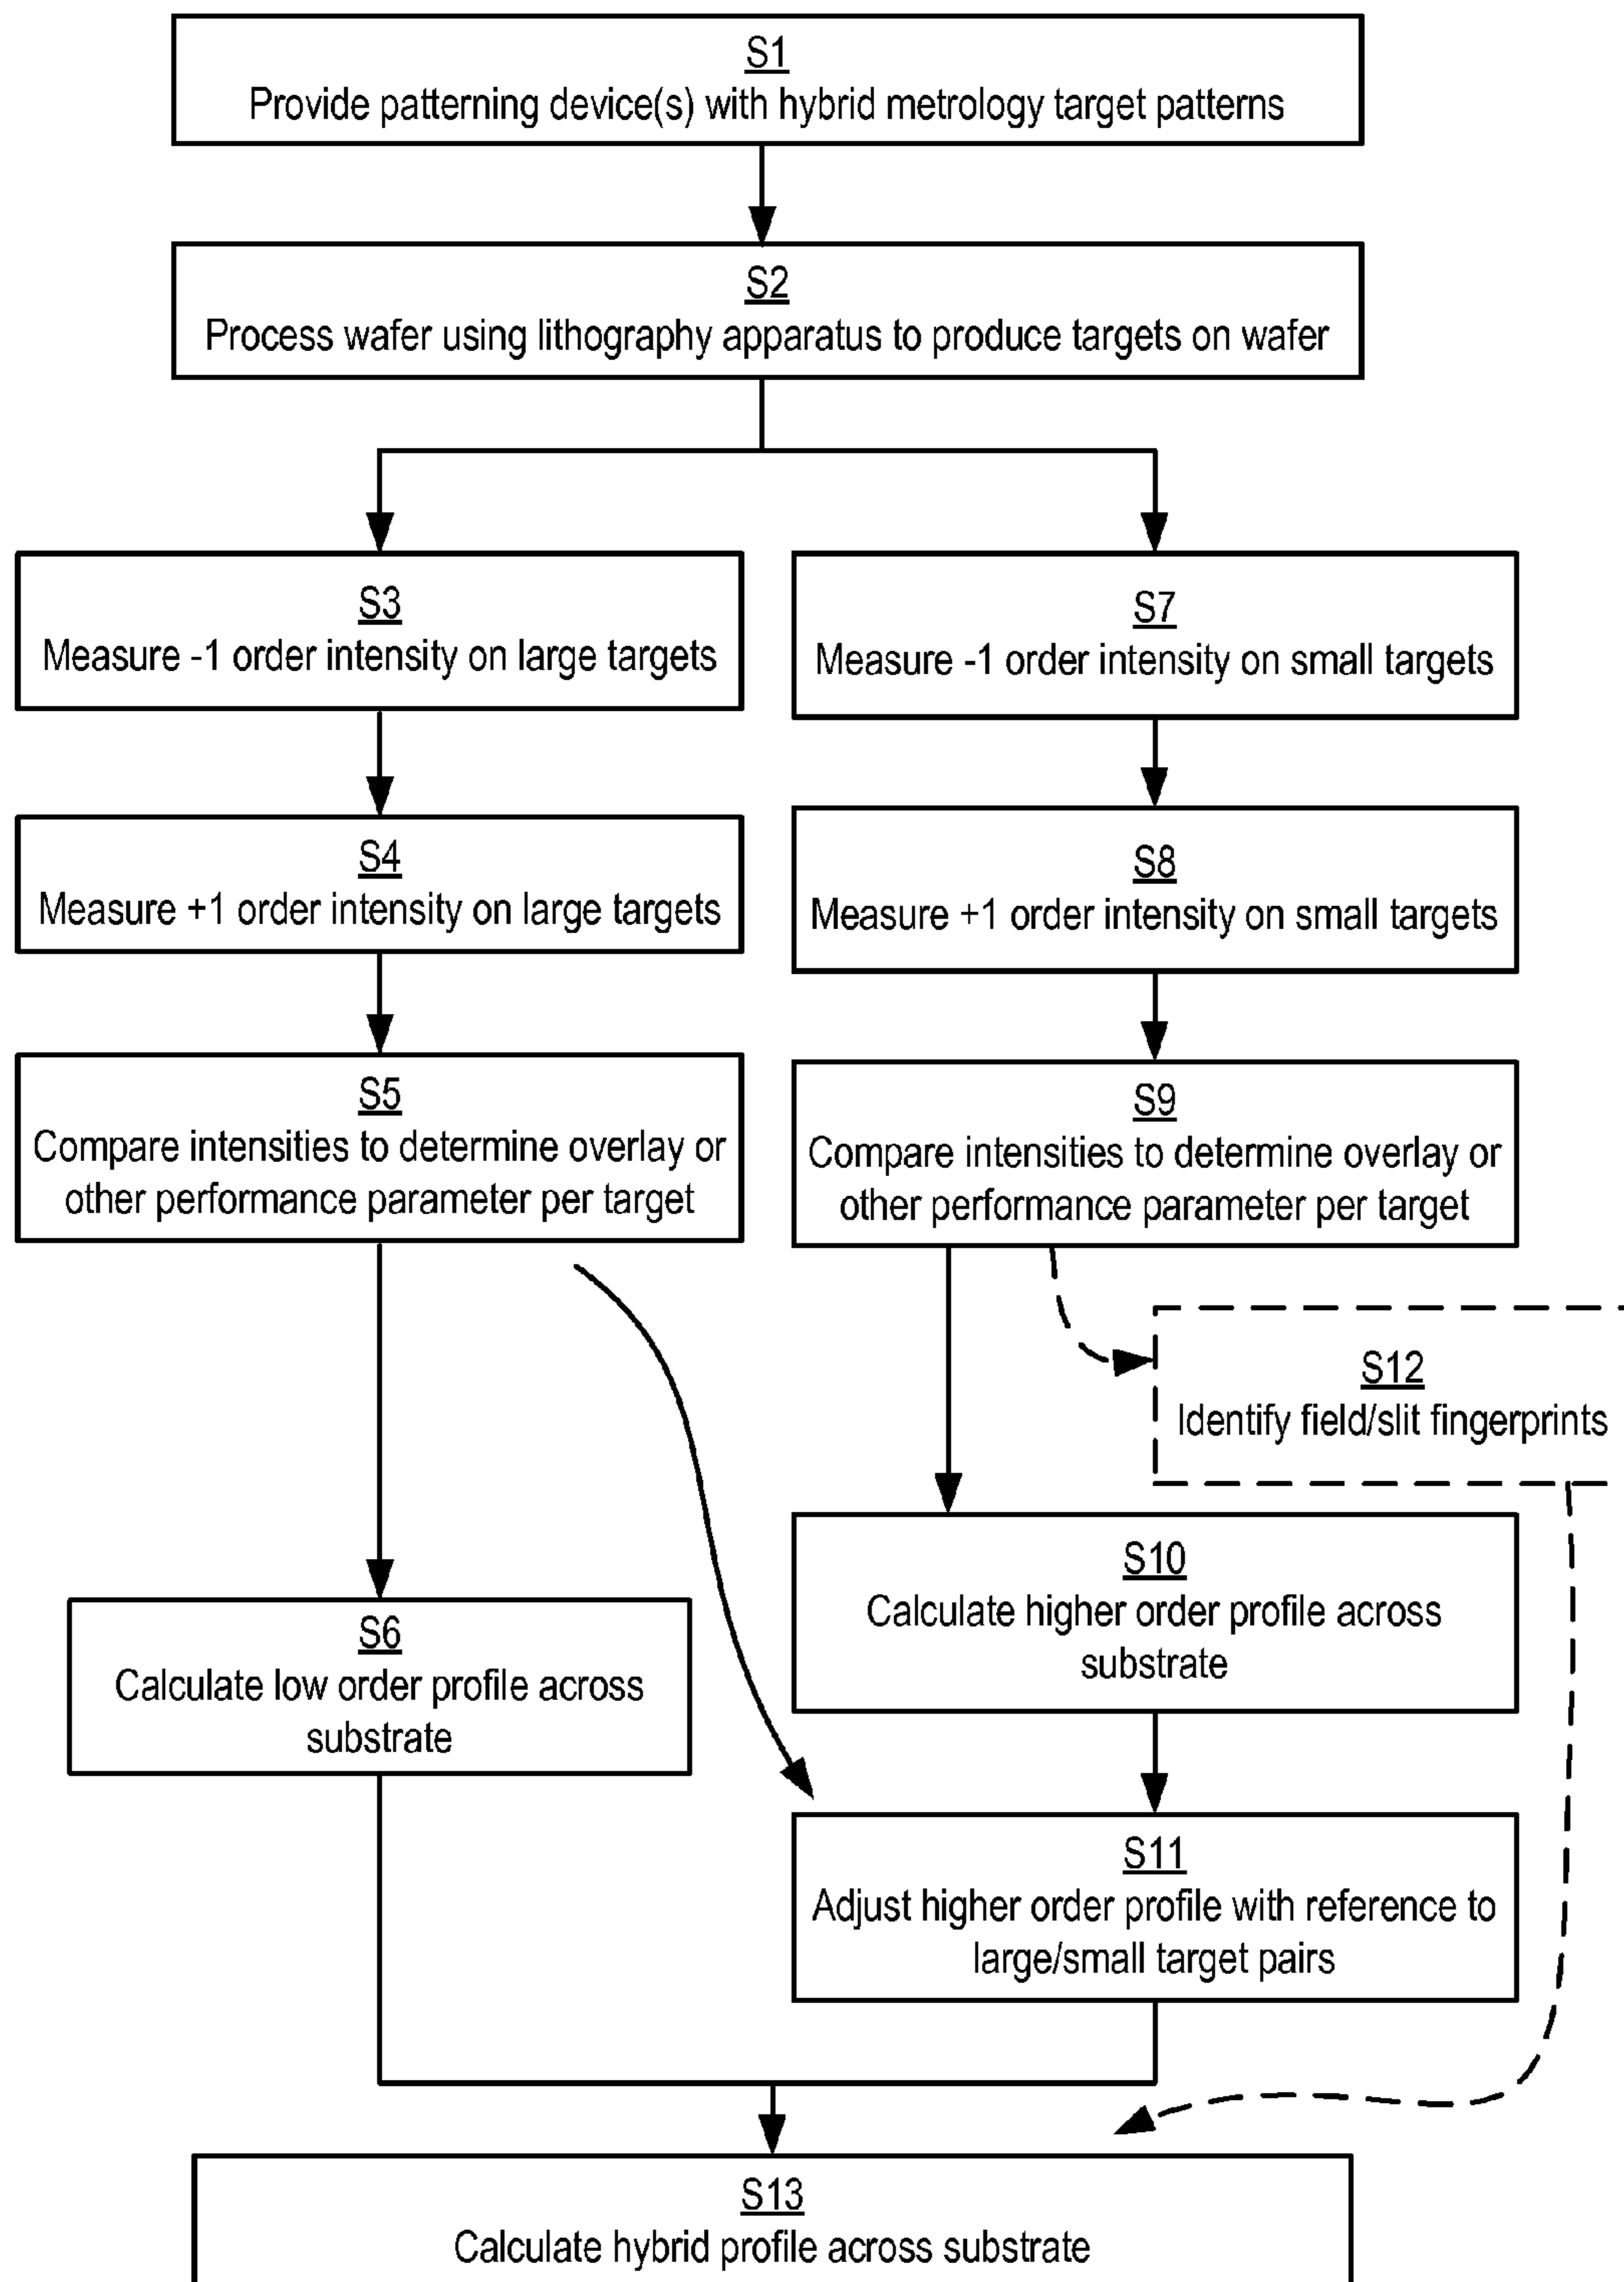 S1
Provide patterning device(s) with hybrid metrology target patterns
S2
Process wafer using lithography apparatus to produce targets on wafer
S3
Measure -1 order intensity on large targets
S4
Measure +1 order intensity on large targets
S5
Compare intensities to determine overlay or
other performance parameter per target
S6
Calculate low order profile across
substrate
S7
Measure -1 order intensity on small targets
S8
Measure +1 order intensity on small targets
S9
Compare intensities to determine overlay or
other performance parameter per target
S12
Identify field/slit fingerprints
S10
Calculate higher order profile across
substrate
S11
Adjust higher order profile with reference to
large/small target pairs
S13
Calculate hybrid profile across substrate